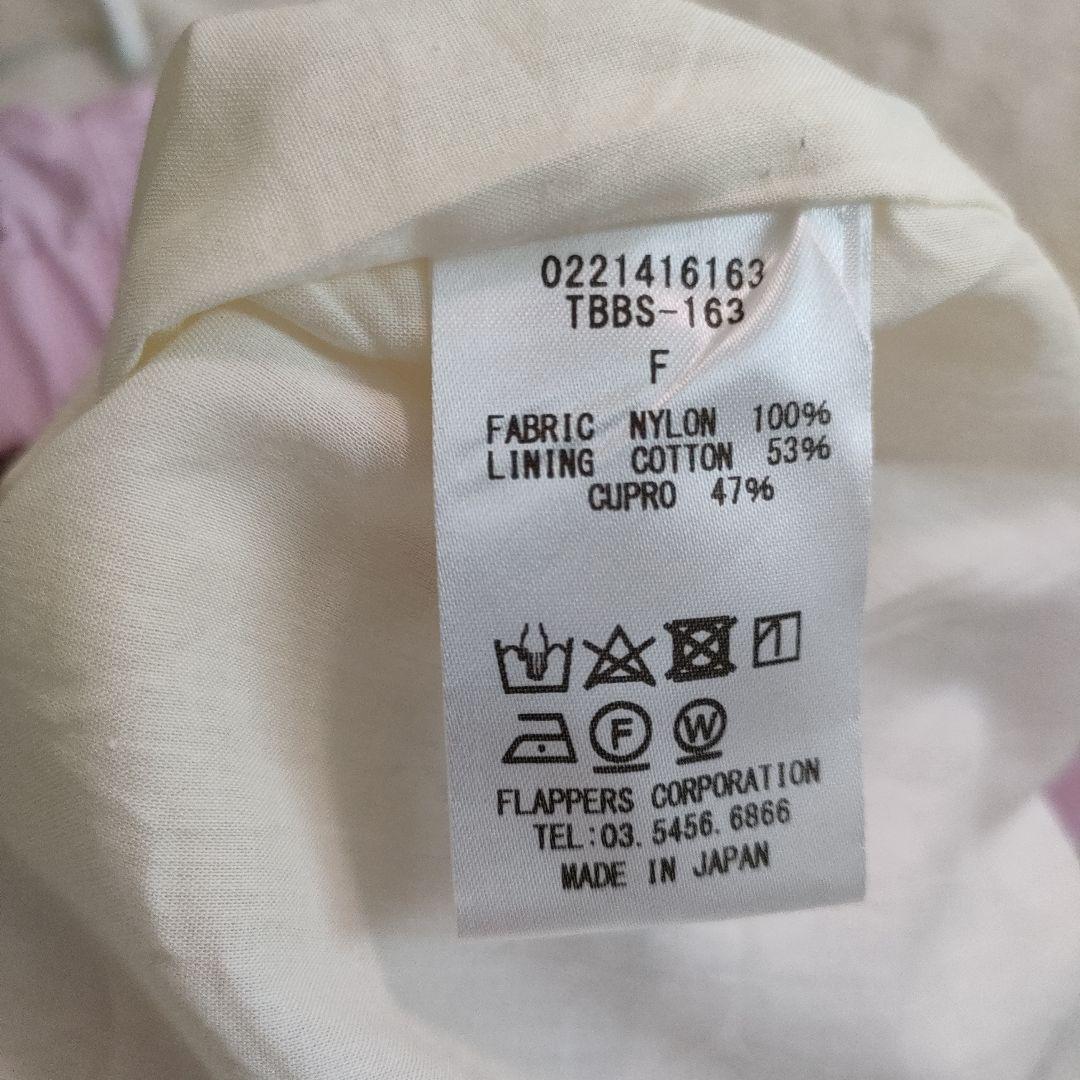 0221416163
TBBS-163
F
FABRIC NYLON 100%
LINING COTTON 53%
CUPRO 47%
F W
FLAPPERS CORPORATION
TEL:03.5456.6866
MADE IN JAPAN